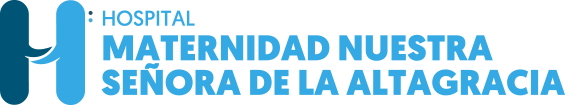 HOSPITAL
MATERNIDAD NUESTRA
SEÑORA DE LA ALTAGRACIA